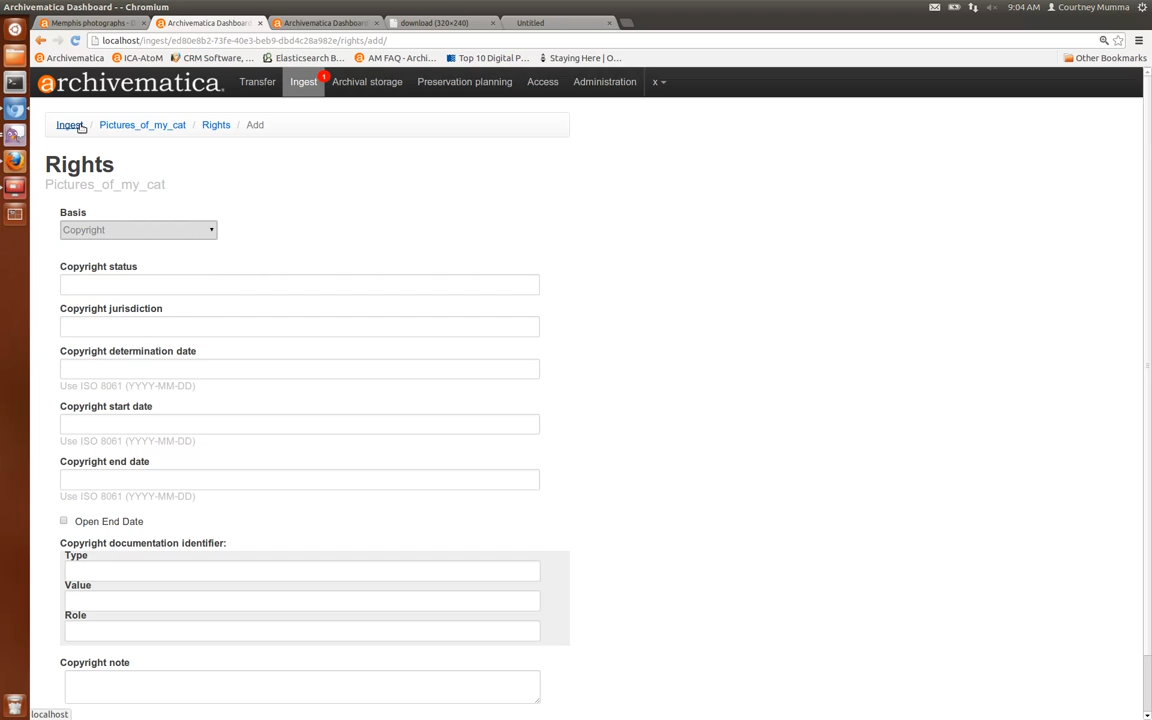 Archivematica Dashboard - - Chromium
9:04 AM
Courtney Mumma
Memphis photographs - D
Archivematica Dashboard
Archivematica Dashboard
download (320×240)
Untitled
localhost/ingest/ed80e8b2-73fe-40e3-beb9-dbd4c28a982e/rights/add/
Archivematica
ICA-AtoM
CRM Software, ...
Elasticsearch B...
AM FAQ - Archi...
Top 10 Digital P...
Staying Here | O...
Other Bookmarks
archivematica
Transfer
Ingest
1
Archival storage
Preservation planning
Access
Administration
x
Ingest / Pictures_of_my_cat / Rights / Add
Rights
Pictures_of_my_cat
Basis
Copyright
Copyright status
Copyright jurisdiction
Copyright determination date
Use ISO 8061 (YYYY-MM-DD)
Copyright start date
Use ISO 8061 (YYYY-MM-DD)
Copyright end date
Use ISO 8061 (YYYY-MM-DD)
Open End Date
Copyright documentation identifier:
Type
Value
Role
Copyright note
localhost